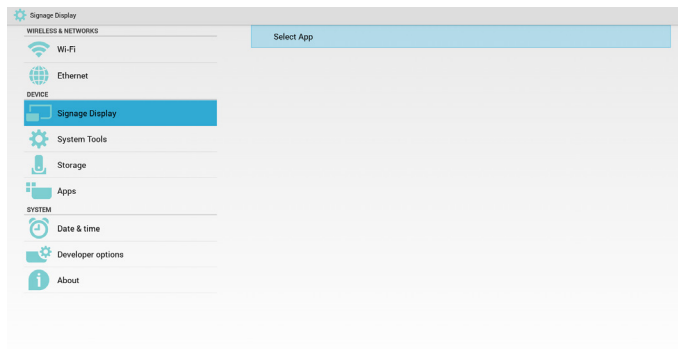 Signage Display
WIRELESS & NETWORKS
Wi-Fi
Ethernet
DEVICE
Signage Display
System Tools
Storage
Apps
SYSTEM
Date & time
Developer options
About
Select App